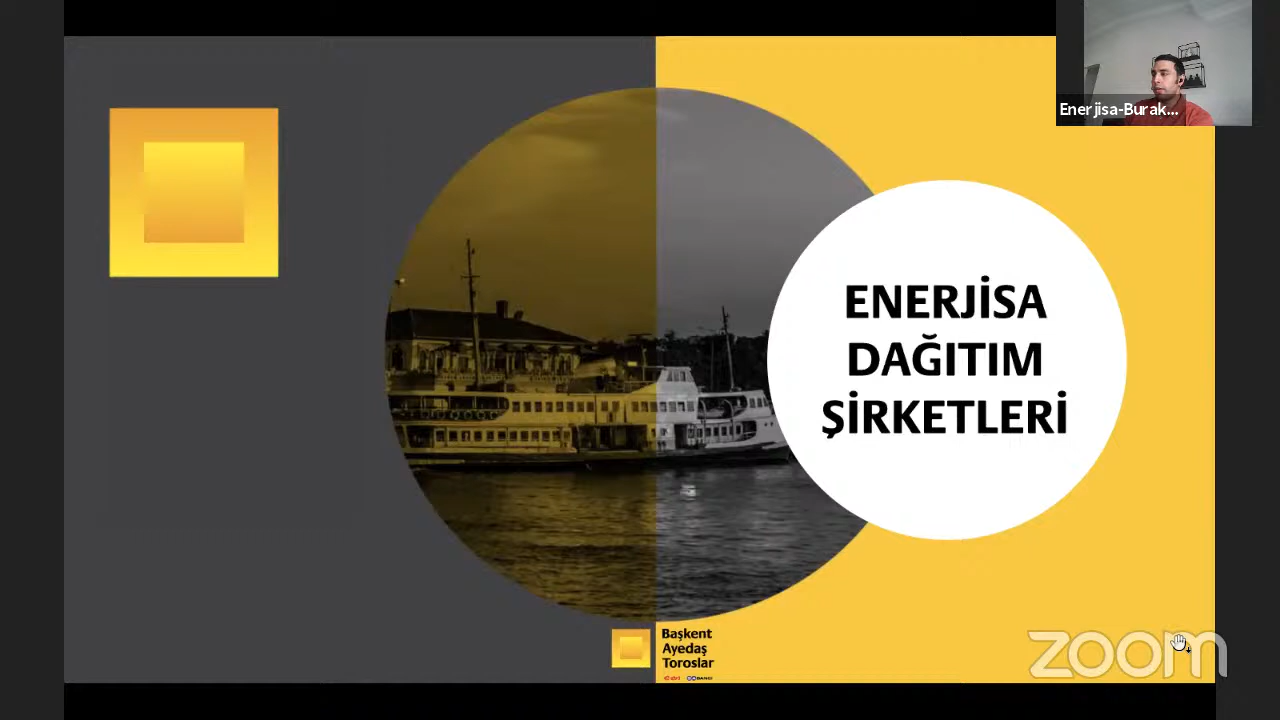 Enerjisa-Burak...
ENERJİSA
DAĞITIM
ŞİRKETLERİ
Başkent
Ayedaş
Toroslar
zoom